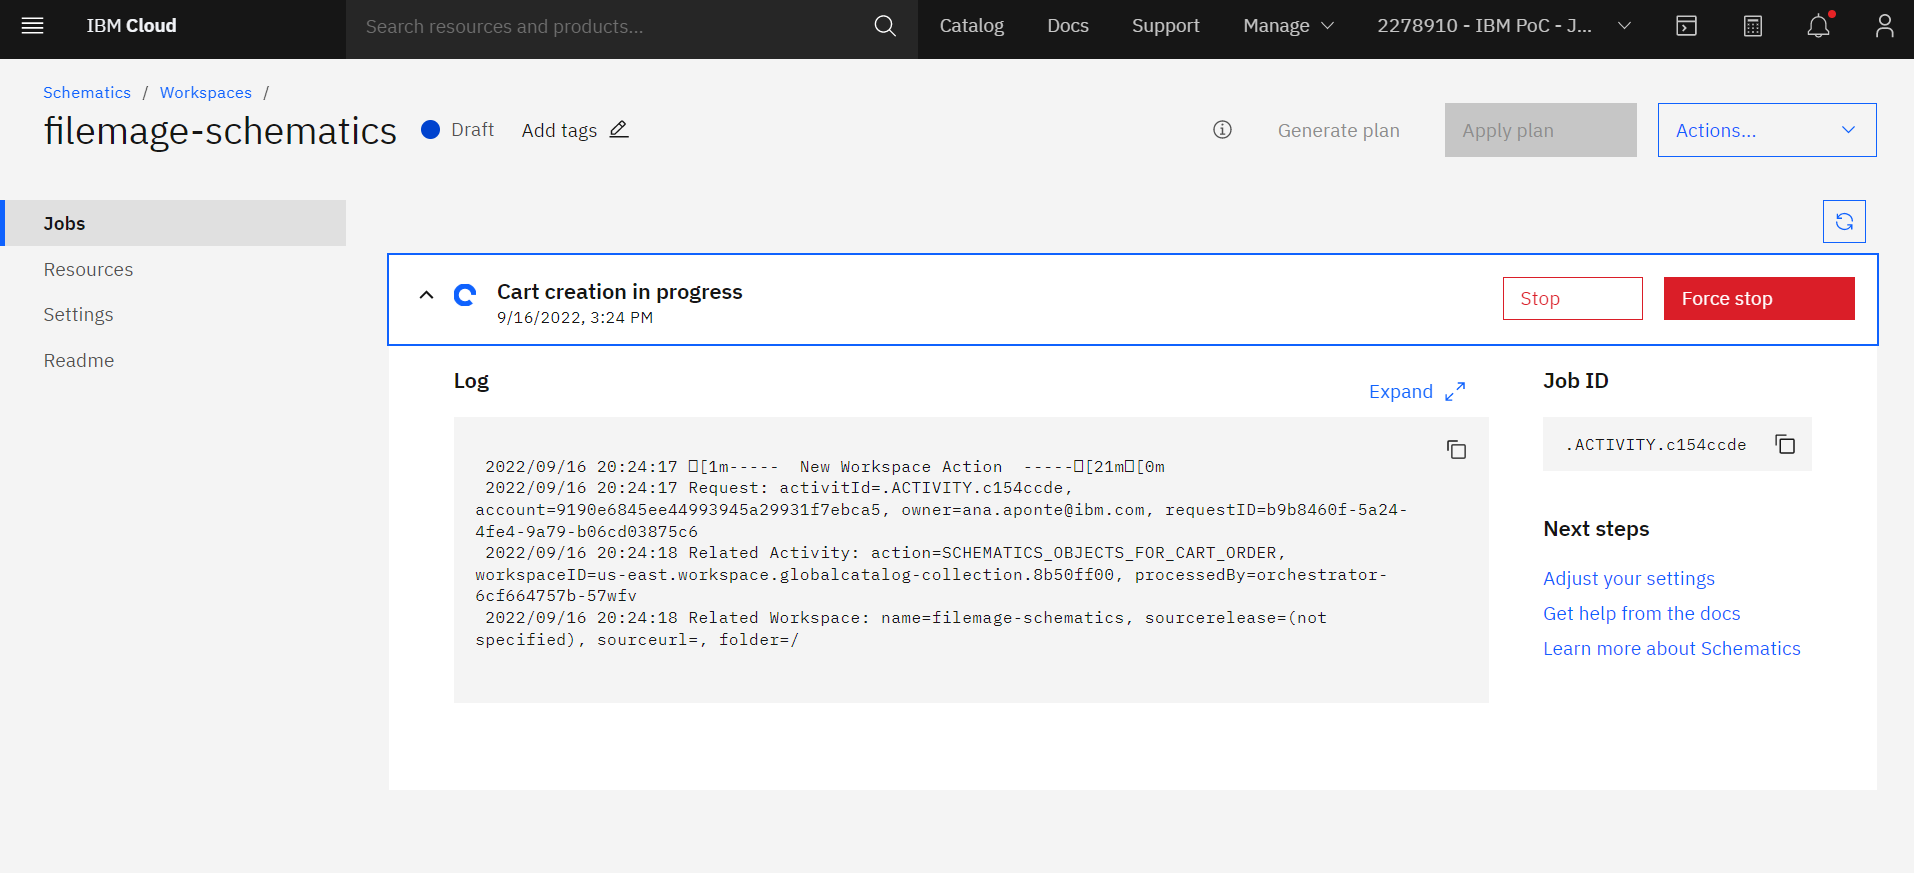 IBM Cloud
Search resources and products...
Catalog
Docs
Support
Manage
2278910 - IBM PoC - J...
Schematics / Workspaces /
filemage-schematics
Draft
Add tags
Generate plan
Apply plan
Actions...
Jobs
Resources
Settings
Readme
Cart creation in progress
9/16/2022, 3:24 PM
Stop
Force stop
Log
Expand
2022/09/16 20:24:17 □[1m-----  New Workspace Action  -----□[21m□[0m
2022/09/16 20:24:17 Request: activitId=.ACTIVITY.c154ccde,
account=9190e6845ee44993945a29931f7ebca5, owner=ana.aponte@ibm.com, requestID=b9b8460f-5a24-
4fe4-9a79-b06cd03875c6
2022/09/16 20:24:18 Related Activity: action=SCHEMATICS_OBJECTS_FOR_CART_ORDER,
workspaceID=us-east.workspace.globalcatalog-collection.8b50ff00, processedBy=orchestrator-
6cf664757b-57wfv
2022/09/16 20:24:18 Related Workspace: name=filemage-schematics, sourcerelease=(not
specified), sourceurl=, folder=/
Job ID
.ACTIVITY.c154ccde
Next steps
Adjust your settings
Get help from the docs
Learn more about Schematics